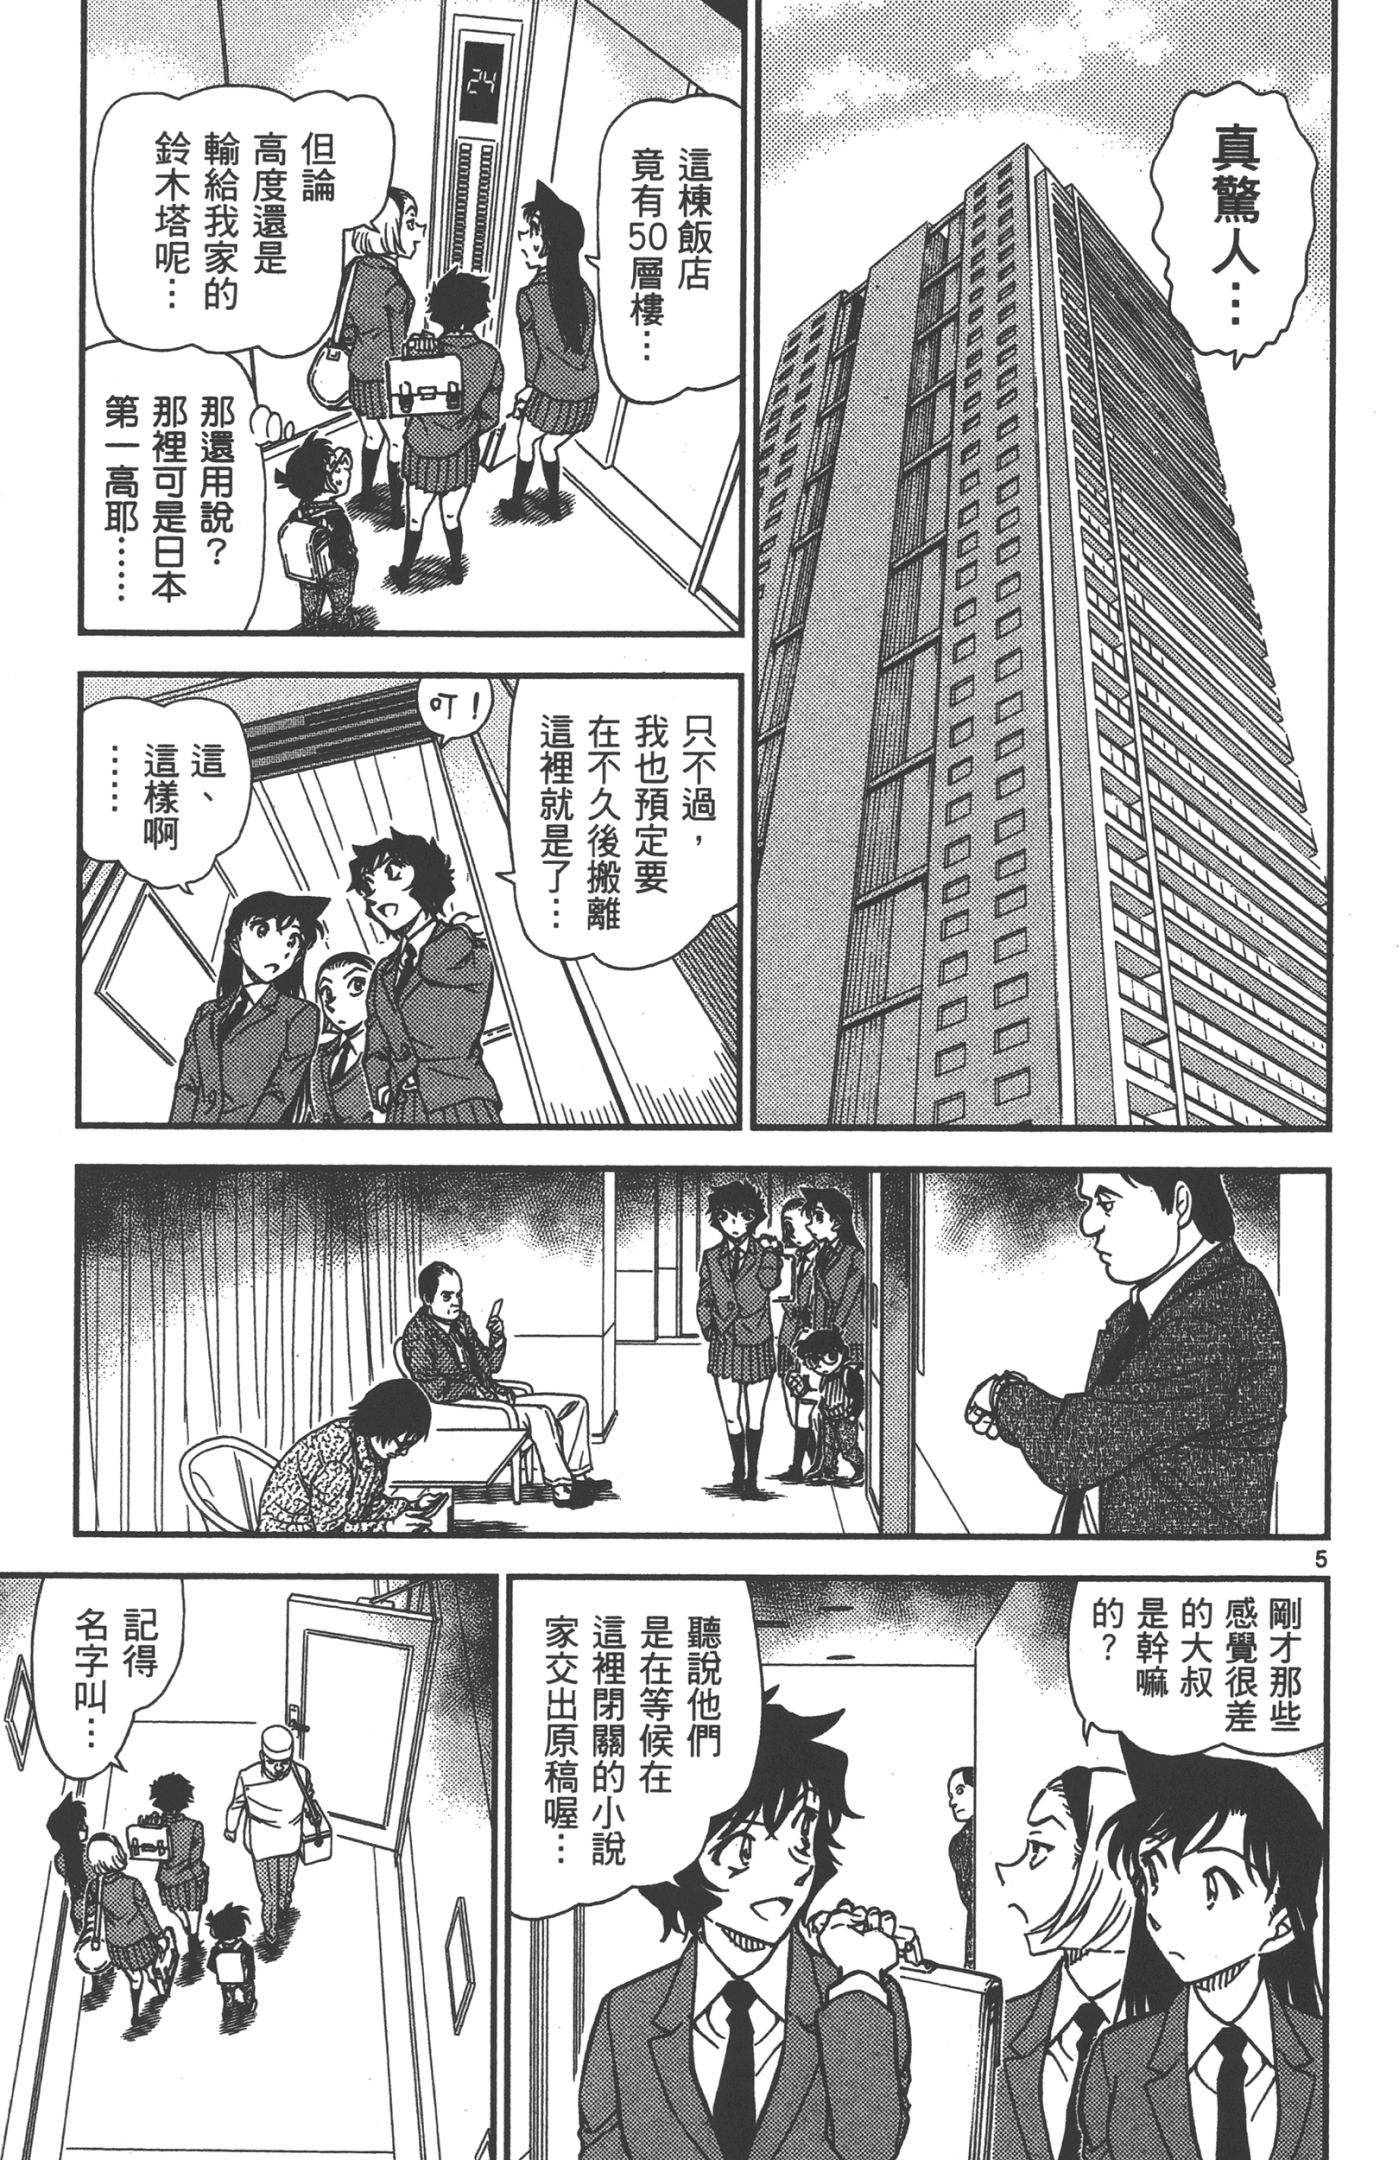 真驚人…
這棟飯店
竟有50層樓…
24
但論
高度還是
輸給我家的
鈴木塔呢…
那還用說？
那裡可是日本
第一高耶……
只不過，
我也預定要
在不久後搬離
這裡就是了…
叮！
這、
這樣啊
……
5
剛才那些
感覺很差
的大叔
是幹嘛
的？
聽說他們
是在等候在
這裡閉關的小說
家交出原稿喔…
記得
名字叫…